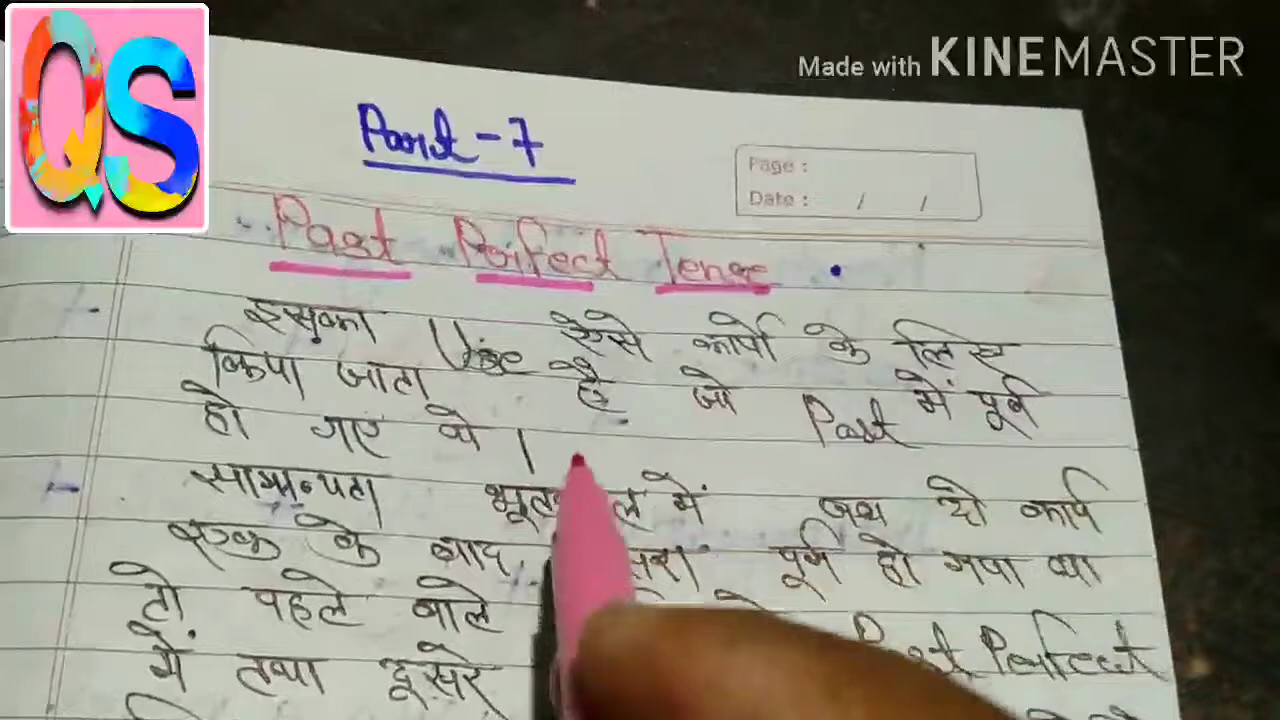 QS
Made with KINEMASTER
Part-7
Page :
Date : / /
Past Perfect Tense
- इसका Use ऐसे कार्यो के लिए
किया जाता है जो Past में पूर्व
हो गए थे ।
- सामान्यता में जब दो कार्य
एक के बाद पूर्व हो गया था
तो पहले वाले Past Perfect
में तथा दूसरे